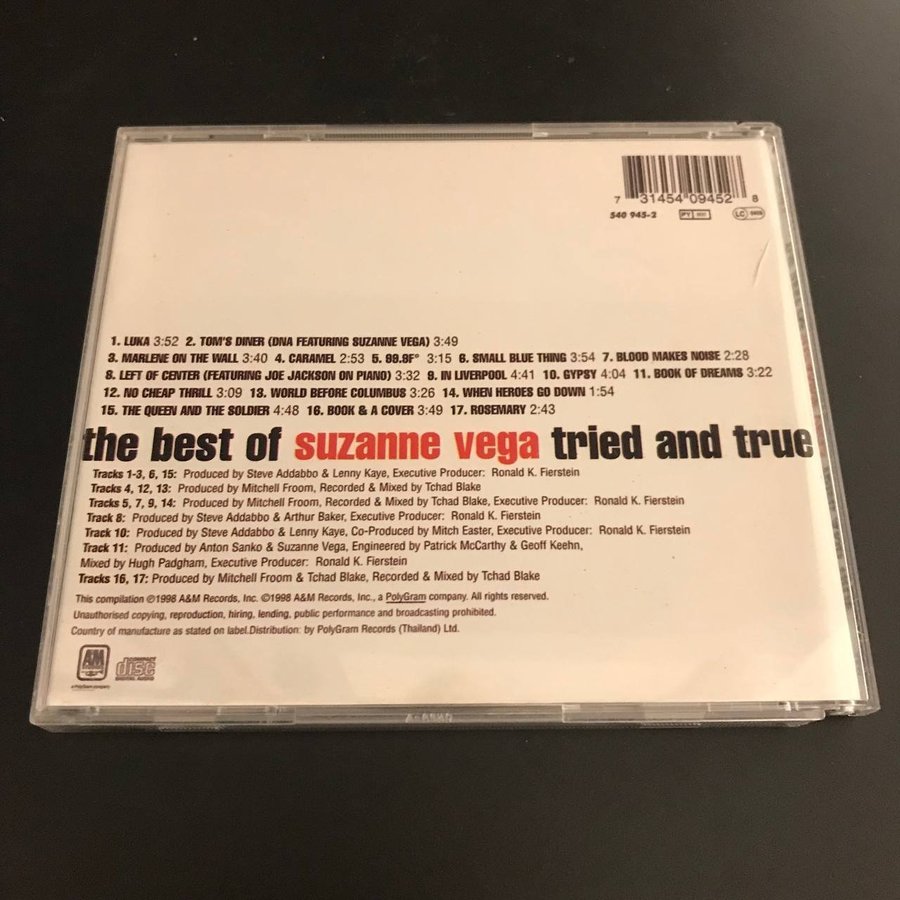 7 31454 09452 8
540 945-2 PY LC
1. LUKA 3:52 2. TOM'S DINER (DNA FEATURING SUZANNE VEGA) 3:49
3. MARLENE ON THE WALL 3:40 4. CARAMEL 2:53 5. 99.9F° 3:15 6. SMALL BLUE THING 3:54 7. BLOOD MAKES NOISE 2:28
8. LEFT OF CENTER (FEATURING JOE JACKSON ON PIANO) 3:32 9. IN LIVERPOOL 4:41 10. GYPSY 4:04 11. BOOK OF DREAMS 3:22
12. NO CHEAP THRILL 3:09 13. WORLD BEFORE COLUMBUS 3:26 14. WHEN HEROES GO DOWN 1:54
15. THE QUEEN AND THE SOLDIER 4:48 16. BOOK & A COVER 3:49 17. ROSEMARY 2:43
the best of suzanne vega tried and true
Tracks 1-3, 6, 15: Produced by Steve Addabbo & Lenny Kaye, Executive Producer: Ronald K. Fierstein
Tracks 4, 12, 13: Produced by Mitchell Froom, Recorded & Mixed by Tchad Blake
Tracks 5, 7, 9, 14: Produced by Mitchell Froom, Recorded & Mixed by Tchad Blake, Executive Producer: Ronald K. Fierstein
Track 8: Produced by Steve Addabbo & Arthur Baker, Executive Producer: Ronald K. Fierstein
Track 10: Produced by Steve Addabbo & Lenny Kaye, Co-Produced by Mitch Easter, Executive Producer: Ronald K. Fierstein
Track 11: Produced by Anton Sanko & Suzanne Vega, Engineered by Patrick McCarthy & Geoff Keehn,
Mixed by Hugh Padgham, Executive Producer: Ronald K. Fierstein
Tracks 16, 17: Produced by Mitchell Froom & Tchad Blake, Recorded & Mixed by Tchad Blake
This compilation ℗1998 A&M Records, Inc. ©1998 A&M Records, Inc., a PolyGram company. All rights reserved.
Unauthorised copying, reproduction, hiring, lending, public performance and broadcasting prohibited.
Country of manufacture as stated on label.Distribution: by PolyGram Records (Thailand) Ltd.
AM
RECORDS
a PolyGram company
COMPACT
disc
DIGITAL AUDIO